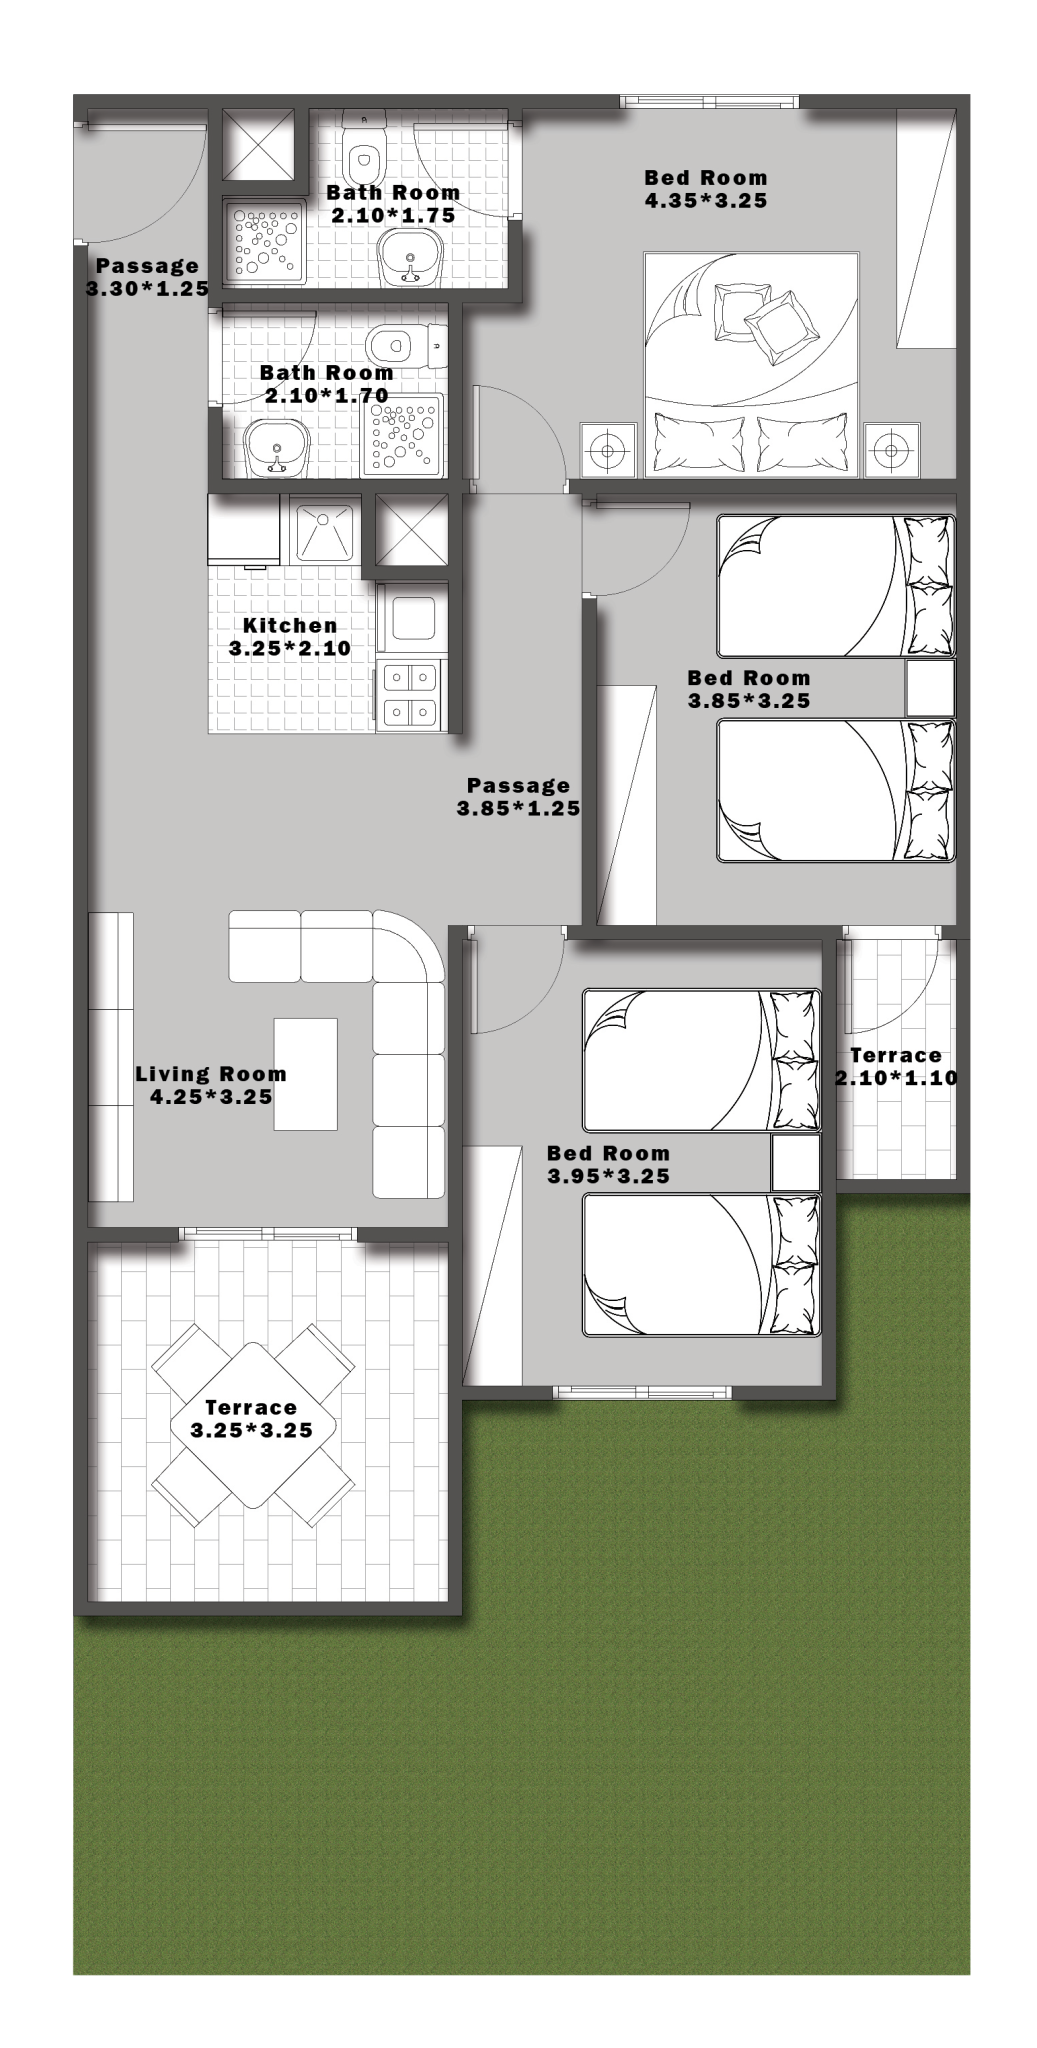 Bed Room
4.35*3.25
Bath Room
2.10*1.75
Passage
3.30*1.25
Bath Room
2.10*1.70
Kitchen
3.25*2.10
Bed Room
3.85*3.25
Passage
3.85*1.25
Terrace
2.10*1.10
Living Room
4.25*3.25
Bed Room
3.95*3.25
Terrace
3.25*3.25